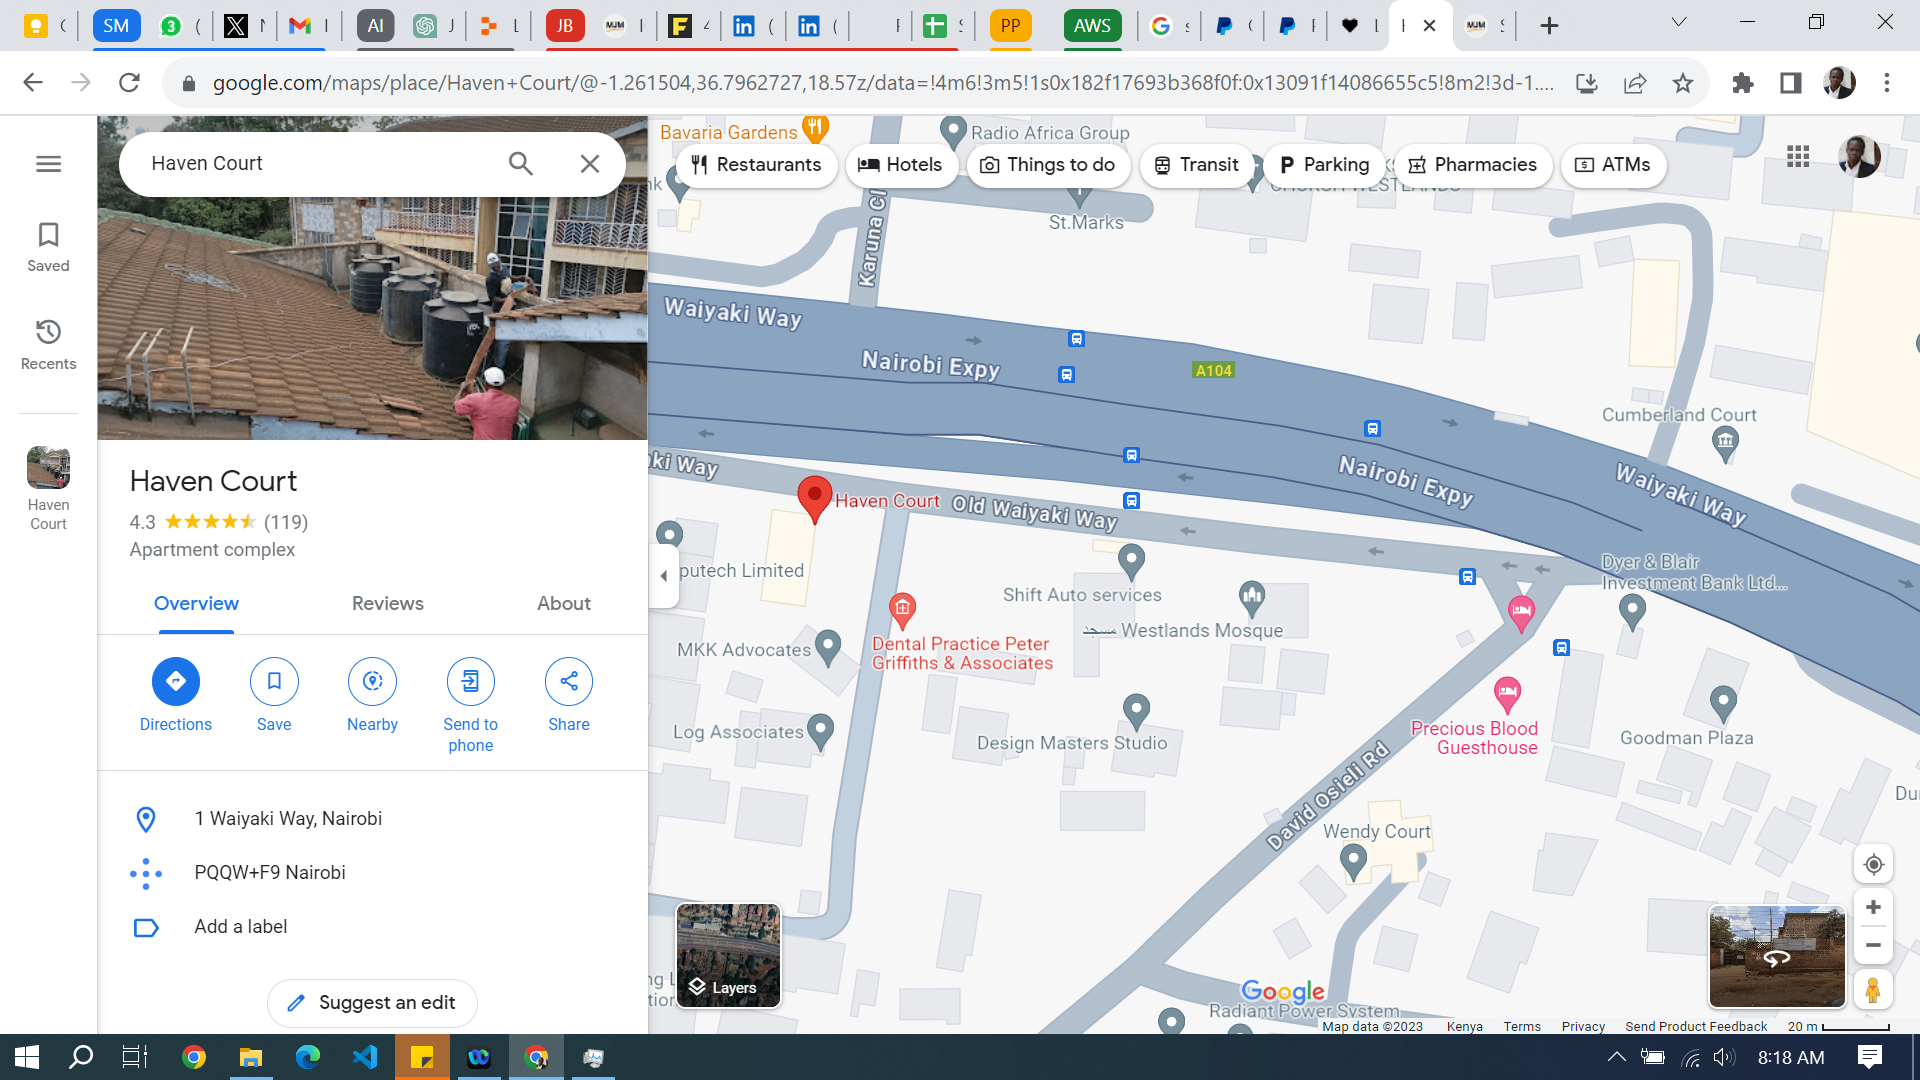 SM
3
AI
JB
PP
AWS
google.com/maps/place/Haven+Court/@-1.261504,36.7962727,18.57z/data=!4m6!3m5!1s0x182f17693b368f0f:0x13091f14086655c5!8m2!3d-1....
Haven Court
Saved
Recents
Haven
Court
Haven Court
4.3 (119)
Apartment complex
Overview
Reviews
About
Directions
Save
Nearby
Send to
phone
Share
1 Waiyaki Way, Nairobi
PQQW+F9 Nairobi
Add a label
Suggest an edit
Restaurants
Hotels
Things to do
Transit
Parking
Pharmacies
ATMs
Bavaria Gardens
Radio Africa Group
St.Marks
Karuna Cl
Waiyaki Way
Nairobi Expy
A104
Cumberland Court
ki Way
Haven Court
Old Waiyaki Way
Nairobi Expy
Waiyaki Way
putech Limited
Shift Auto services
Dyer & Blair
Investment Bank Ltd...
مسجد Westlands Mosque
MKK Advocates
Dental Practice Peter
Griffiths & Associates
Log Associates
Design Masters Studio
Precious Blood
Guesthouse
Goodman Plaza
David Osieli Rd
Wendy Court
Layers
Google
Radiant Power System
Map data ©2023 Kenya Terms Privacy Send Product Feedback 20 m
8:18 AM